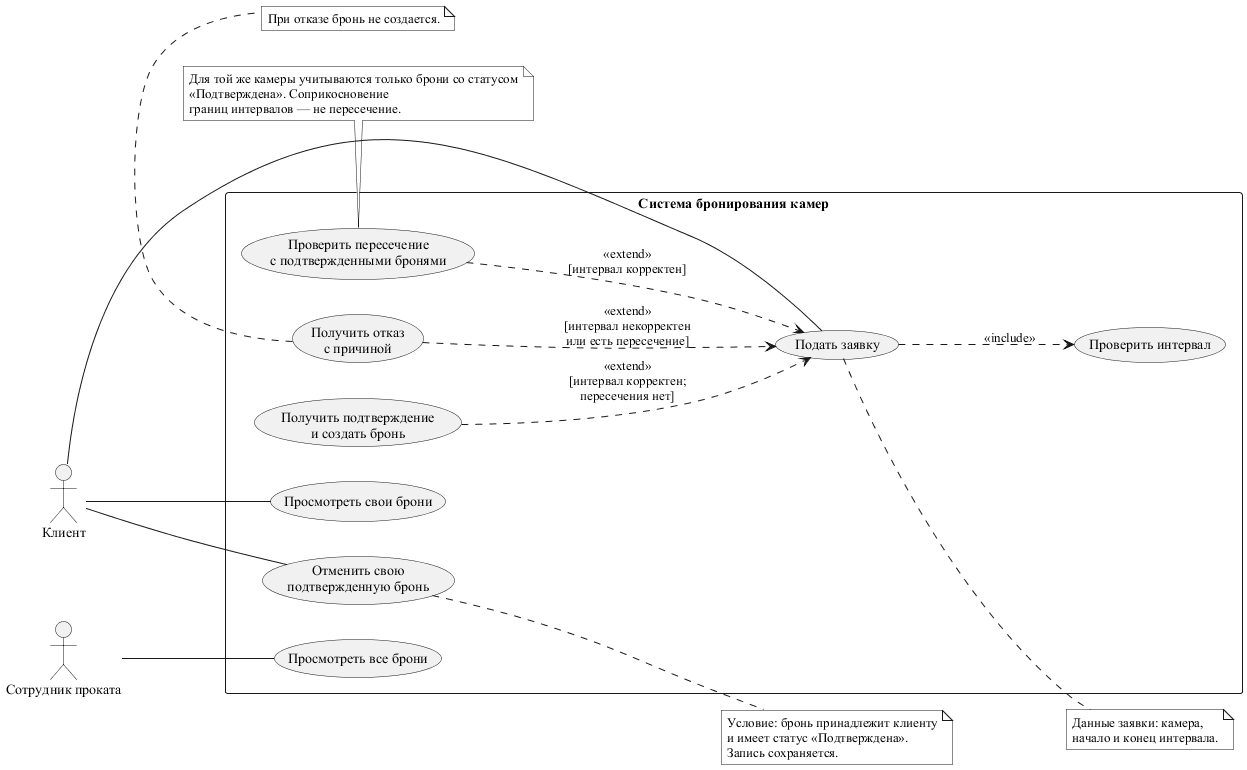 При отказе бронь не создается.
Для той же камеры учитываются только брони со статусом
«Подтверждена». Соприкосновение
границ интервалов — не пересечение.
Система бронирования камер
Проверить пересечение
с подтвержденными бронями
«extend»
[интервал корректен]
Получить отказ
с причиной
«extend»
[интервал некорректен
или есть пересечение]
Подать заявку
«include»
Проверить интервал
«extend»
[интервал корректен;
пересечения нет]
Получить подтверждение
и создать бронь
Просмотреть свои брони
Клиент
Отменить свою
подтвержденную бронь
Просмотреть все брони
Сотрудник проката
Условие: бронь принадлежит клиенту
и имеет статус «Подтверждена».
Запись сохраняется.
Данные заявки: камера,
начало и конец интервала.